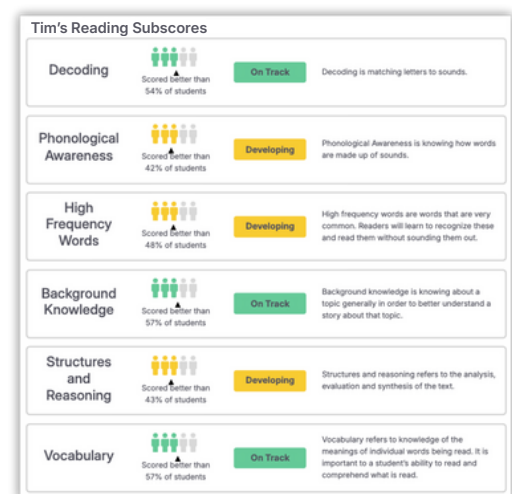 Tim's Reading Subscores
Decoding
Scored better than
54% of students
On Track
Decoding is matching letters to sounds.
Phonological
Awareness
Scored better than
42% of students
Developing
Phonological Awareness is knowing how words
are made up of sounds.
High
Frequency
Words
Scored better than
48% of students
Developing
High frequency words are words that are very
common. Readers will learn to recognize these
and read them without sounding them out.
Background
Knowledge
Scored better than
57% of students
On Track
Background knowledge is knowing about a
topic generally in order to better understand a
story about that topic.
Structures
and
Reasoning
Scored better than
43% of students
Developing
Structures and reasoning refers to the analysis,
evaluation and synthesis of the text.
Vocabulary
Scored better than
57% of students
On Track
Vocabulary refers to knowledge of the
meanings of individual words being read. It is
important to a student's ability to read and
comprehend what is read.